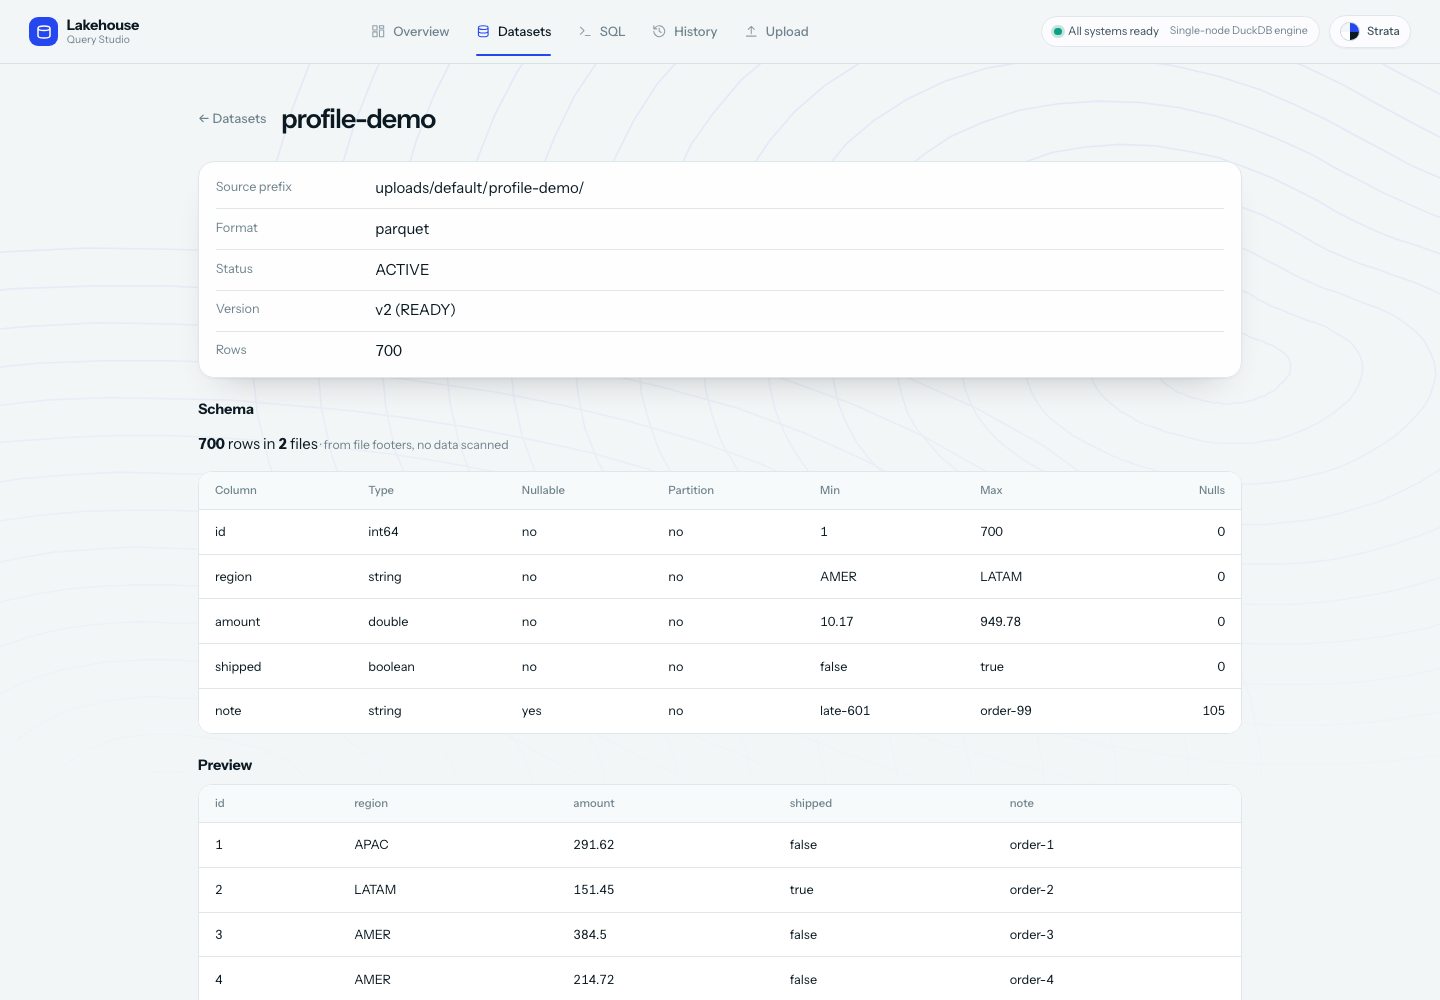 Lakehouse
Query Studio
Overview
Datasets
SQL
History
Upload
All systems ready Single-node DuckDB engine
Strata
← Datasets profile-demo
Source prefix uploads/default/profile-demo/
Format parquet
Status ACTIVE
Version v2 (READY)
Rows 700
Schema
700 rows in 2 files · from file footers, no data scanned
Column Type Nullable Partition Min Max Nulls
id int64 no no 1 700 0
region string no no AMER LATAM 0
amount double no no 10.17 949.78 0
shipped boolean no no false true 0
note string yes no late-601 order-99 105
Preview
id region amount shipped note
1 APAC 291.62 false order-1
2 LATAM 151.45 true order-2
3 AMER 384.5 false order-3
4 AMER 214.72 false order-4